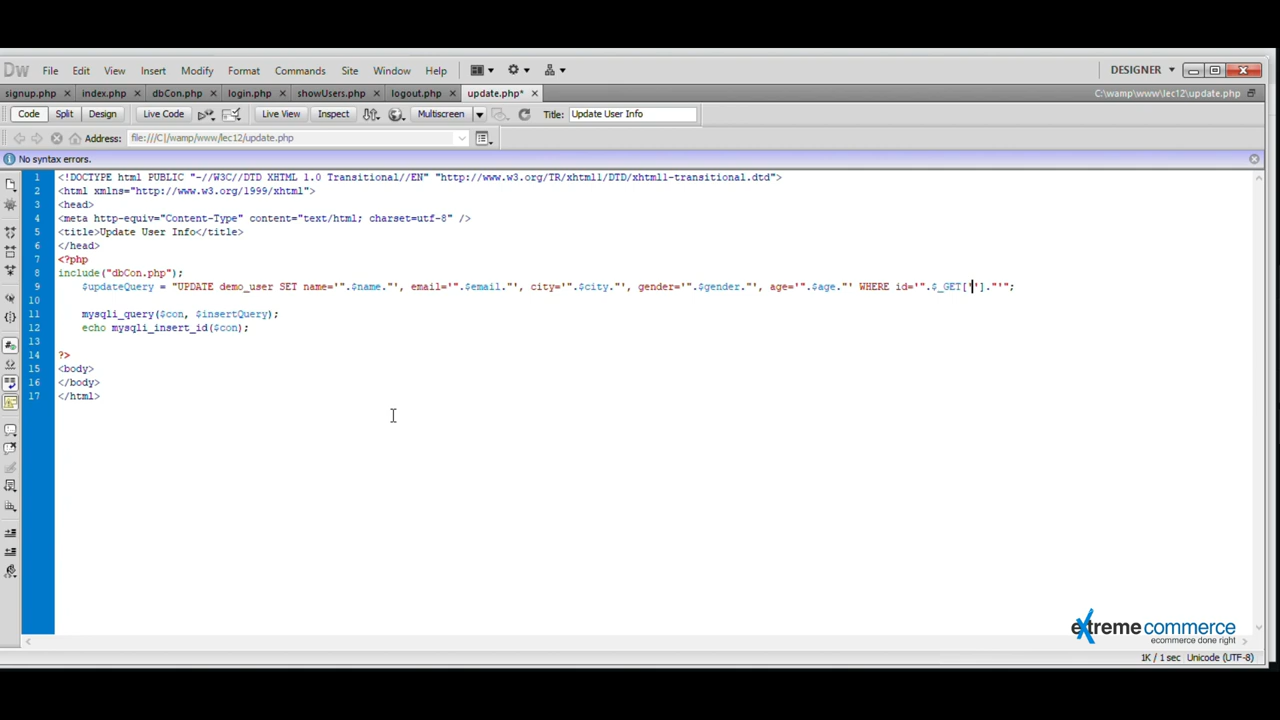 Dw File Edit View Insert Modify Format Commands Site Window Help DESIGNER
signup.php index.php dbCon.php login.php showUsers.php logout.php update.php* C:\wamp\www\lec12\update.php
Code Split Design Live Code Live View Inspect Multiscreen Title: Update User Info
Address: file:///C|/wamp/www/lec12/update.php
No syntax errors.
1 <!DOCTYPE html PUBLIC "-//W3C//DTD XHTML 1.0 Transitional//EN" "http://www.w3.org/TR/xhtml1/DTD/xhtml1-transitional.dtd">
2 <html xmlns="http://www.w3.org/1999/xhtml">
3 <head>
4 <meta http-equiv="Content-Type" content="text/html; charset=utf-8" />
5 <title>Update User Info</title>
6 </head>
7 <?php
8 include("dbCon.php");
9 $updateQuery = "UPDATE demo_user SET name='".$name."', email='".$email."', city='".$city."', gender='".$gender."', age='".$age."' WHERE id='".$_GET['']."'";
10
11 mysqli_query($con, $insertQuery);
12 echo mysqli_insert_id($con);
13
14 ?>
15 <body>
16 </body>
17 </html>
extreme commerce
ecommerce done right
1K / 1 sec Unicode (UTF-8)